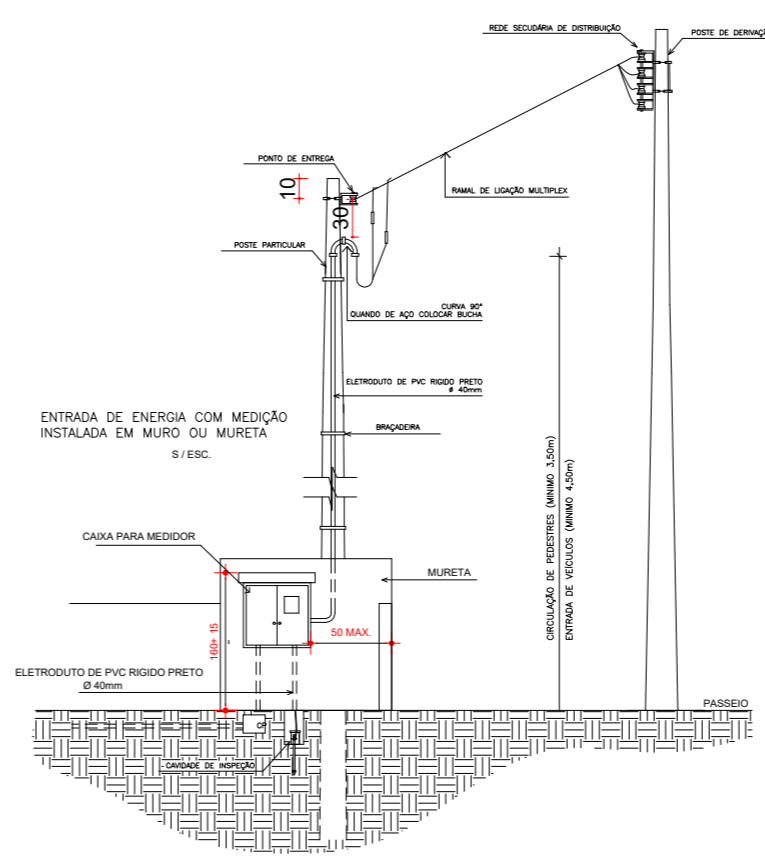 REDE SECUDÁRIA DE DISTRIBUIÇÃO
POSTE DE DERIVAÇÃ
PONTO DE ENTREGA
10
RAMAL DE LIGAÇÃO MULTIPLEX
30
POSTE PARTICULAR
CURVA 90°
QUANDO DE AÇO COLOCAR BUCHA
ELETRODUTO DE PVC RIGIDO PRETO
ø 40mm
ENTRADA DE ENERGIA COM MEDIÇÃO
INSTALADA EM MURO OU MURETA
S / ESC.
BRAÇADEIRA
CIRCULAÇÃO DE PEDESTRES (MINIMO 3,50m)
ENTRADA DE VEÍCULOS (MINIMO 4,50m)
CAIXA PARA MEDIDOR
MURETA
160+ 15
50 MAX.
ELETRODUTO DE PVC RIGIDO PRETO
Ø 40mm
PASSEIO
CP
CAVIDADE DE INSPEÇÃO